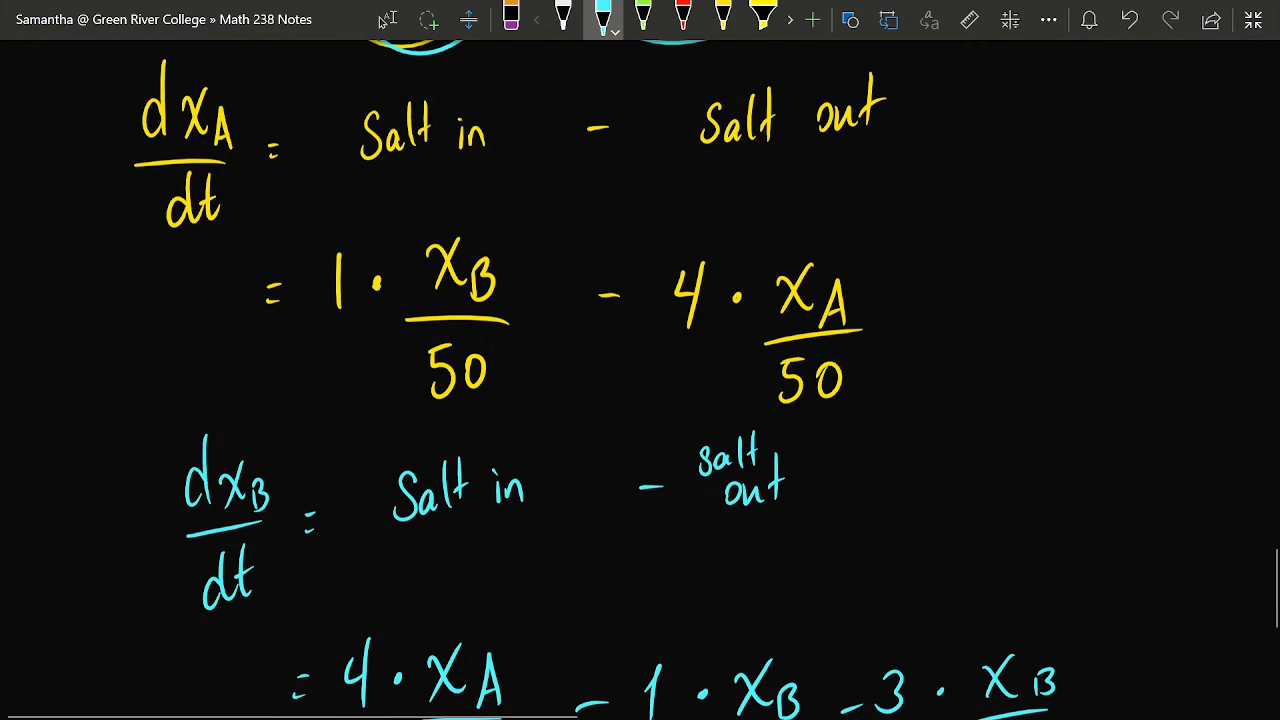 Samantha @ Green River College » Math 238 Notes
dx_A/dt = Salt in - Salt out
= 1 · x_B/50 - 4 · x_A/50
dx_B/dt = Salt in - salt out
= 4 · x_A - 1 · x_B - 3 · x_B